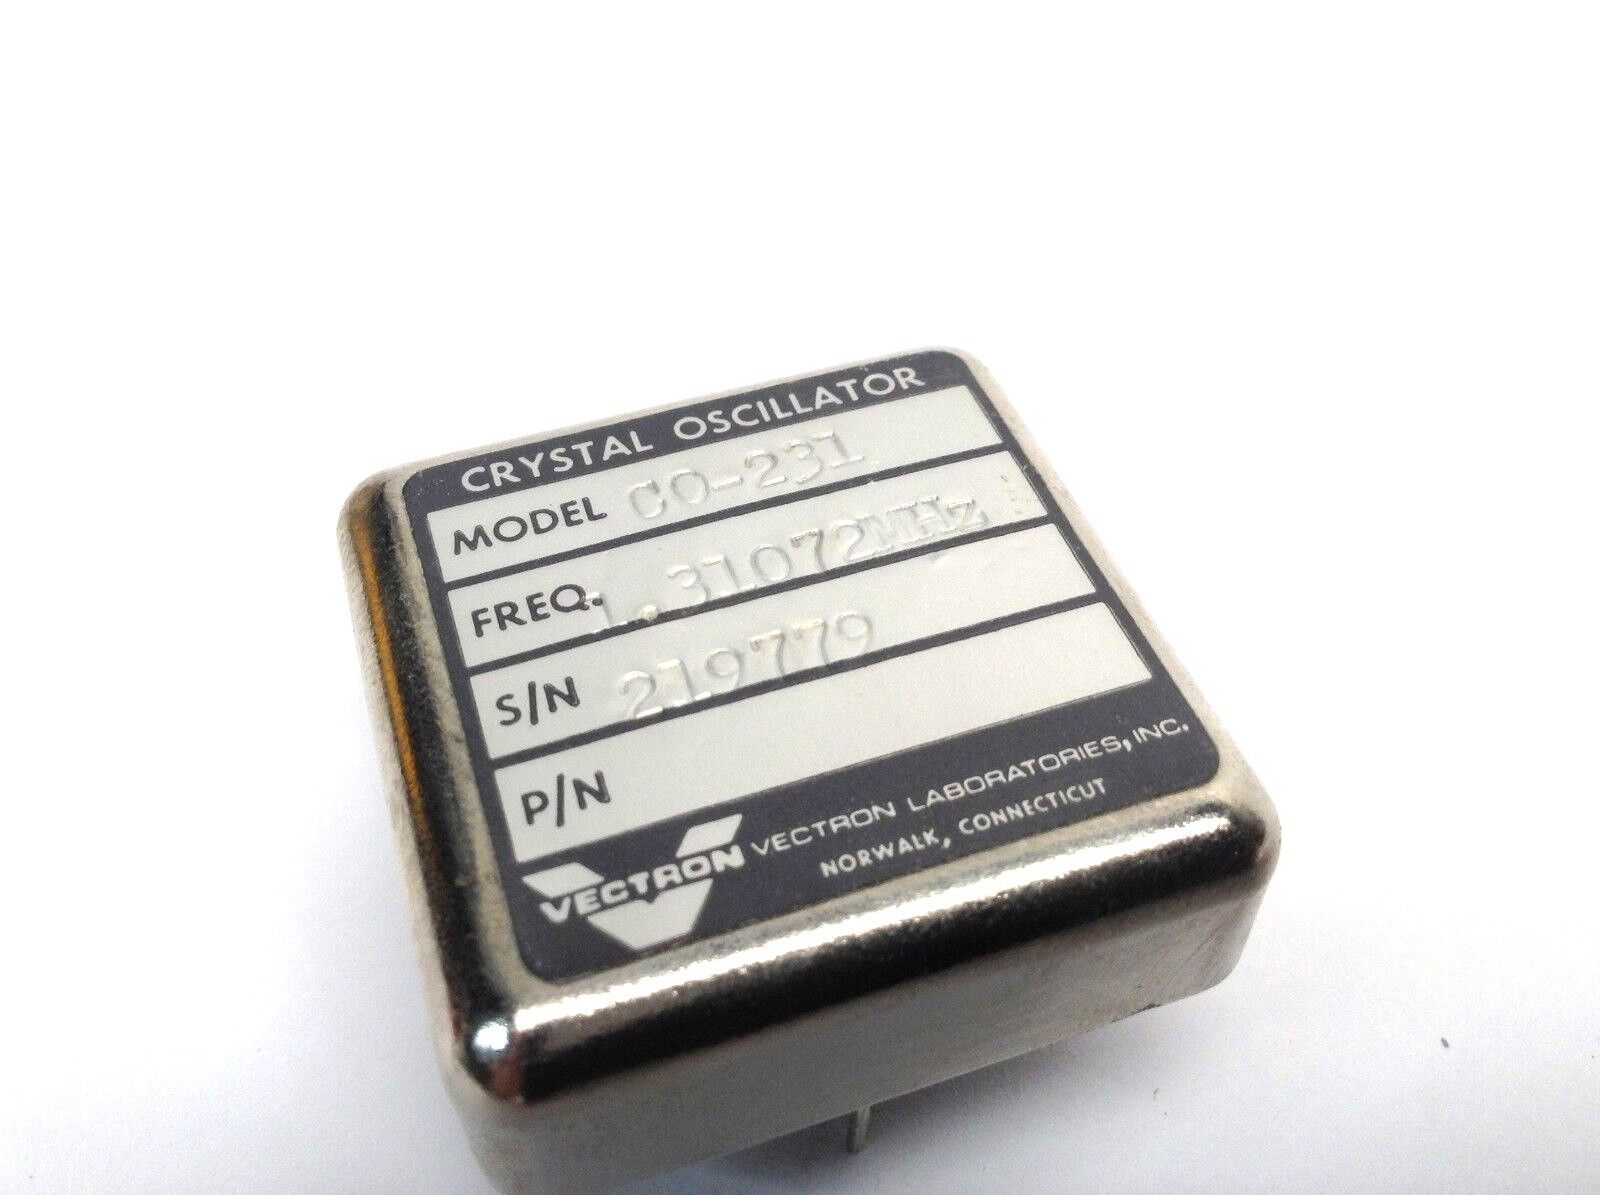 CRYSTAL OSCILLATOR
MODEL CO-231
FREQ. 1.31072MHz
S/N 219779
P/N
VECTRON VECTRON LABORATORIES, INC.
NORWALK, CONNECTICUT